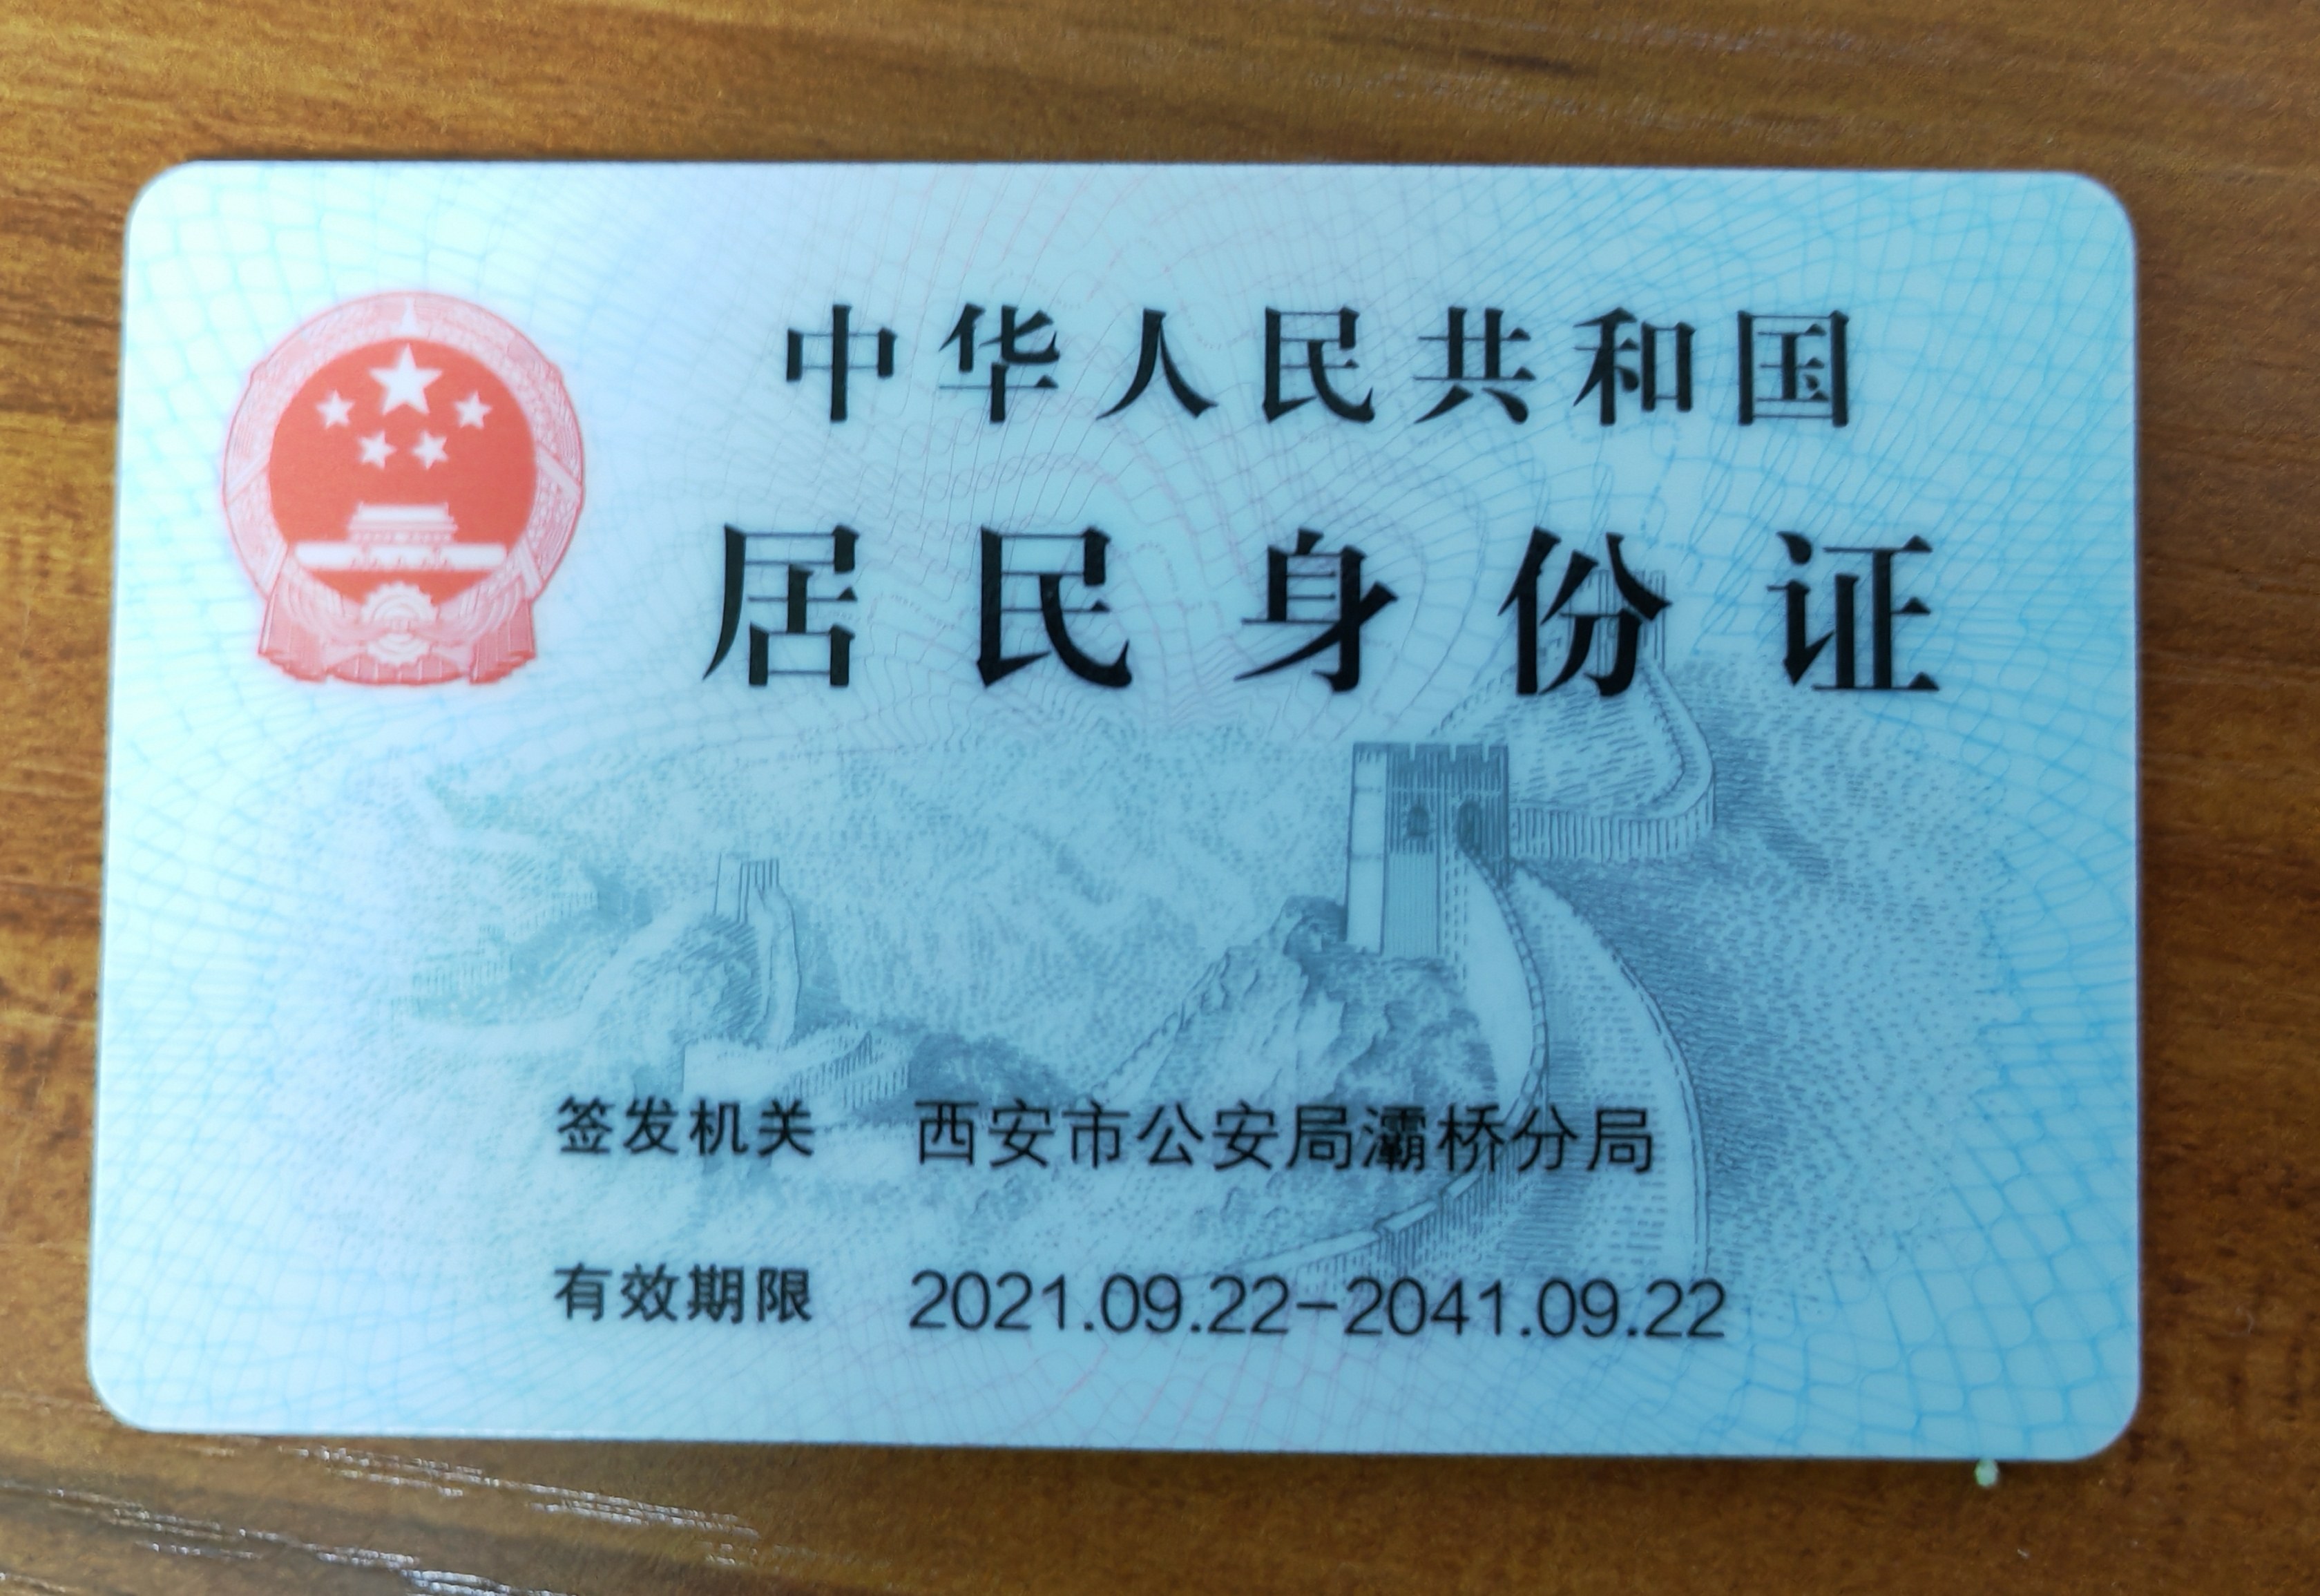 中华人民共和国
居民身份证
签发机关 西安市公安局灞桥分局
有效期限 2021.09.22-2041.09.22